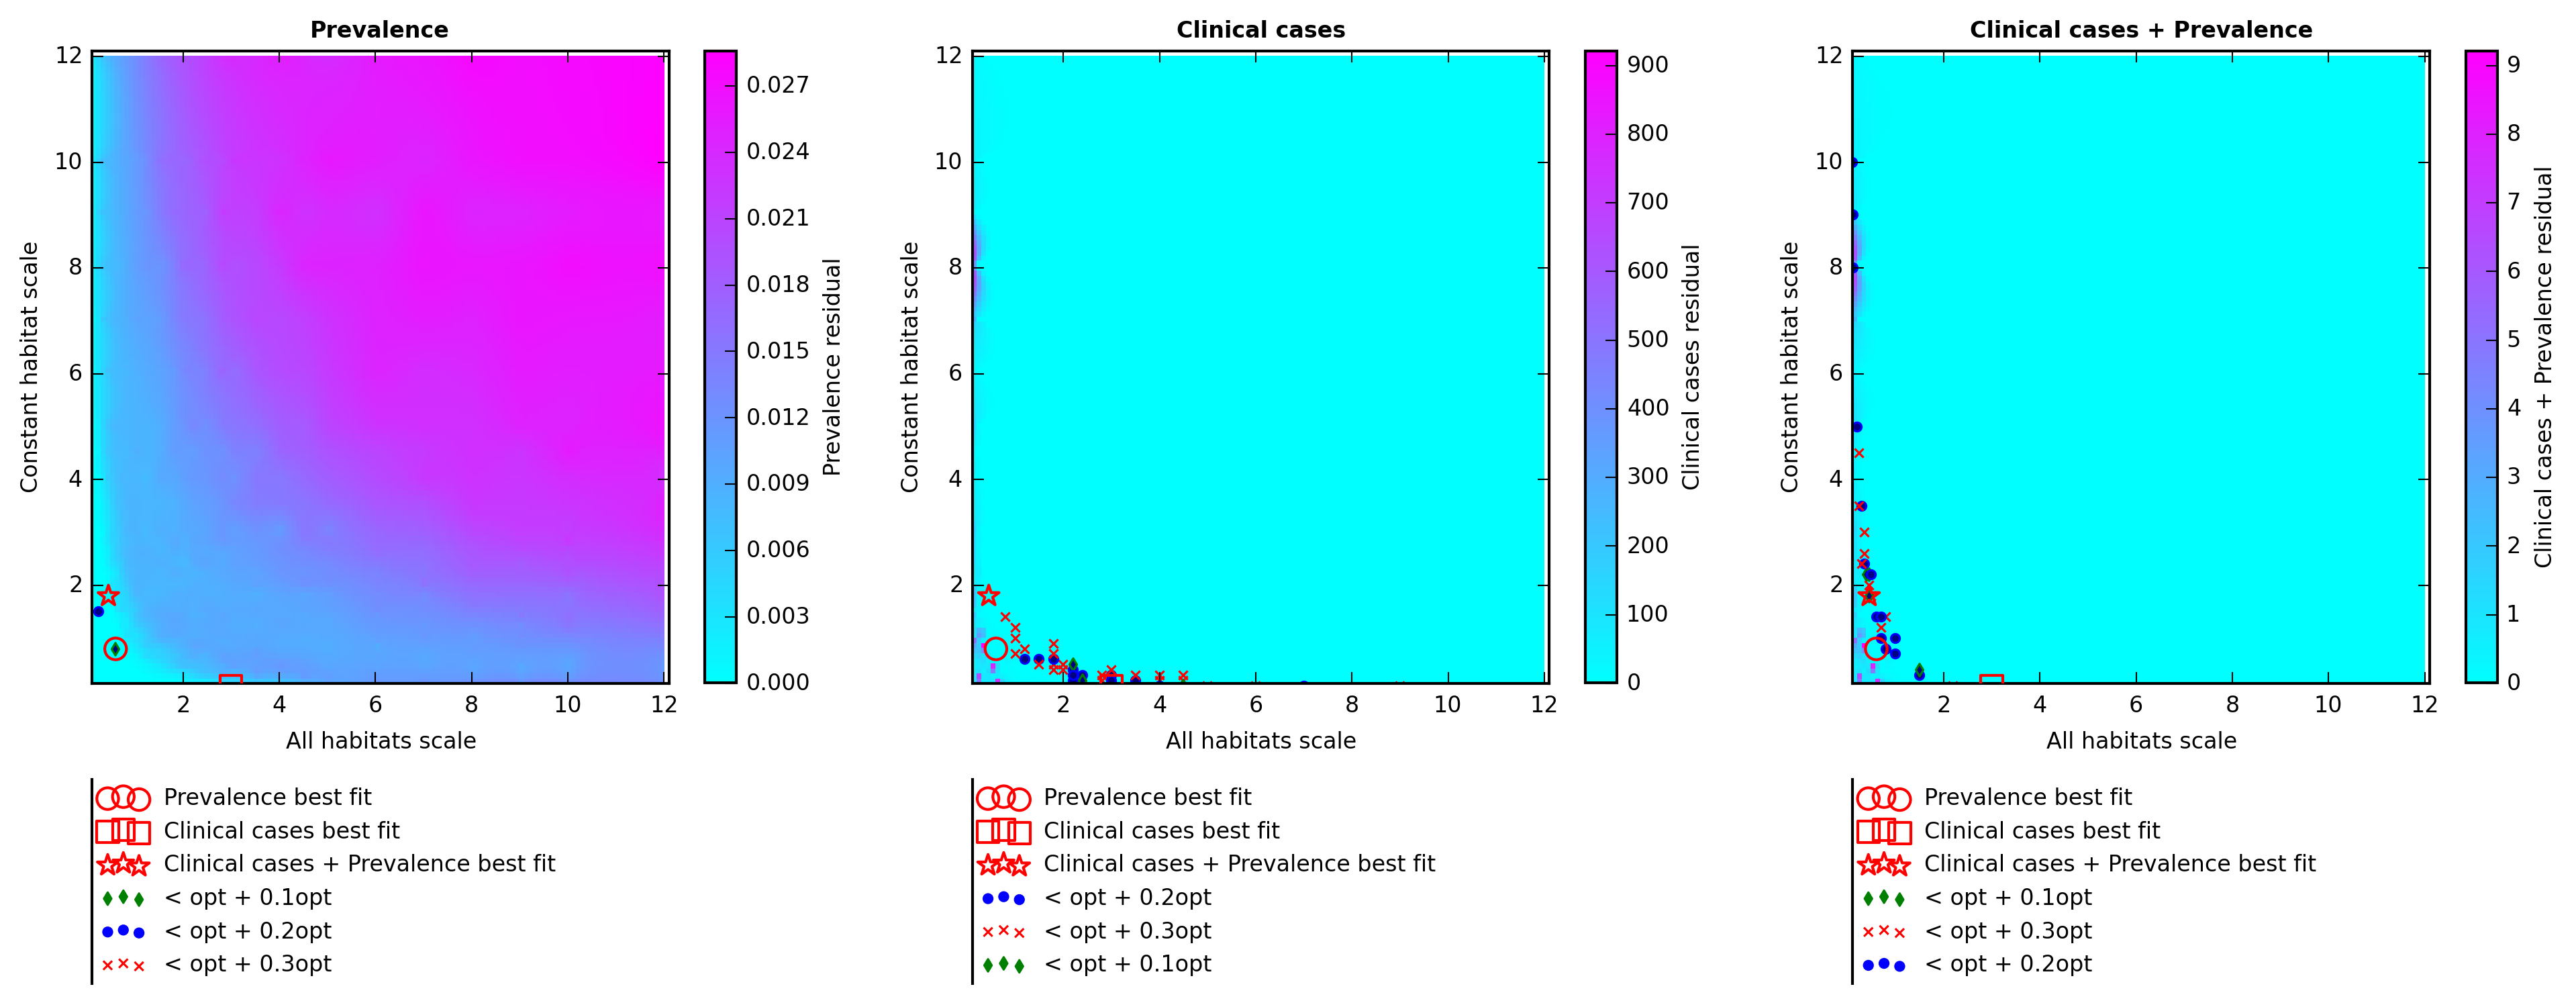 Prevalence
12
10
8
6
4
2
Constant habitat scale
2 4 6 8 10 12
All habitats scale
0.027
0.024
0.021
0.018
0.015
0.012
0.009
0.006
0.003
0.000
Prevalence residual
Prevalence best fit
Clinical cases best fit
Clinical cases + Prevalence best fit
< opt + 0.1opt
< opt + 0.2opt
< opt + 0.3opt
Clinical cases
12
10
8
6
4
2
Constant habitat scale
2 4 6 8 10 12
All habitats scale
900
800
700
600
500
400
300
200
100
0
Clinical cases residual
Prevalence best fit
Clinical cases best fit
Clinical cases + Prevalence best fit
< opt + 0.2opt
< opt + 0.3opt
< opt + 0.1opt
Clinical cases + Prevalence
12
10
8
6
4
2
Constant habitat scale
2 4 6 8 10 12
All habitats scale
9
8
7
6
5
4
3
2
1
0
Clinical cases + Prevalence residual
Prevalence best fit
Clinical cases best fit
Clinical cases + Prevalence best fit
< opt + 0.1opt
< opt + 0.3opt
< opt + 0.2opt